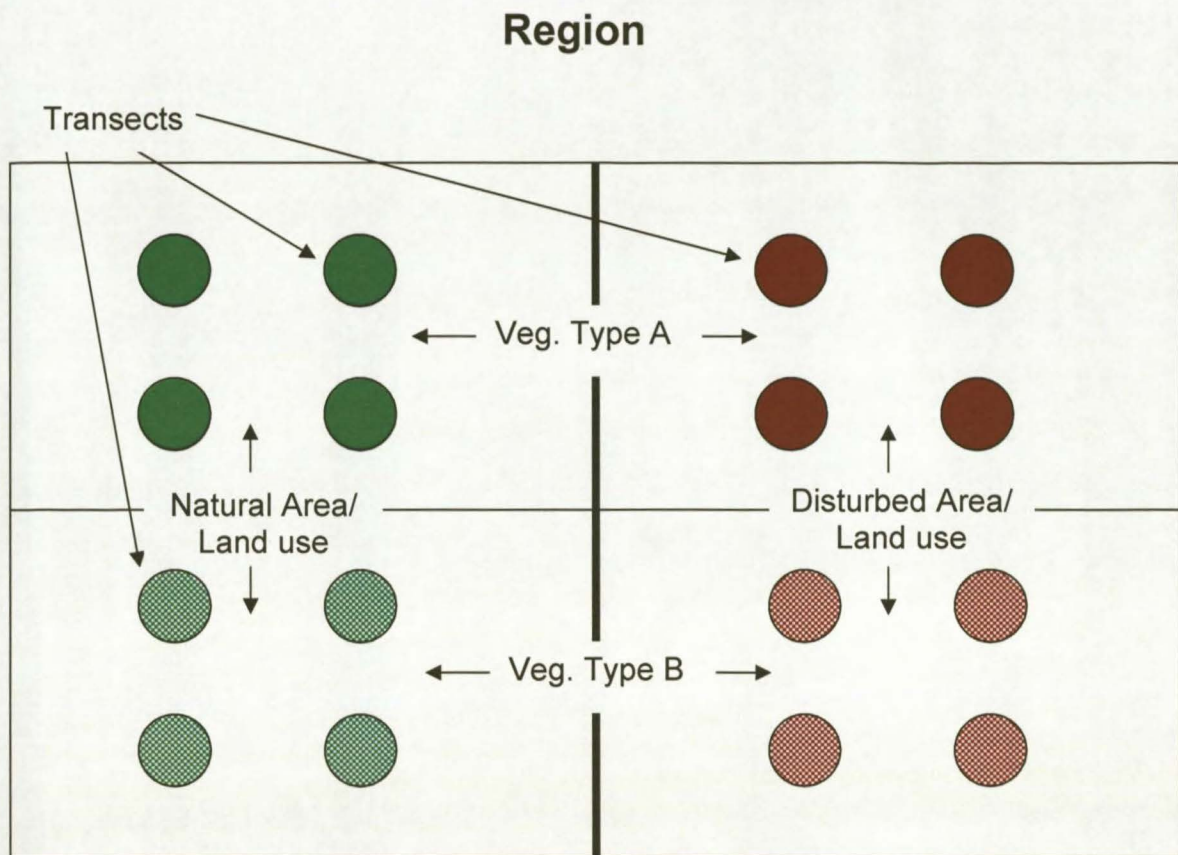 Region
Transects
Veg. Type A
Natural Area/
Land use
Disturbed Area/
Land use
Veg. Type B